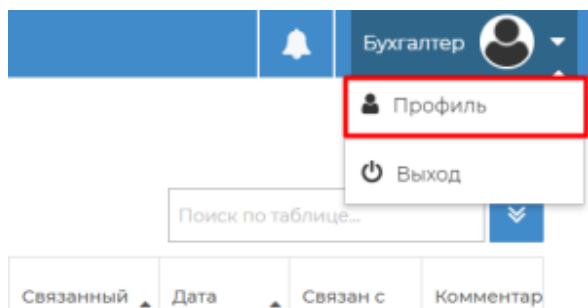 Бухгалтер
Профиль
Выход
Поиск по таблице...
Связанный Дата Связан с Комментар